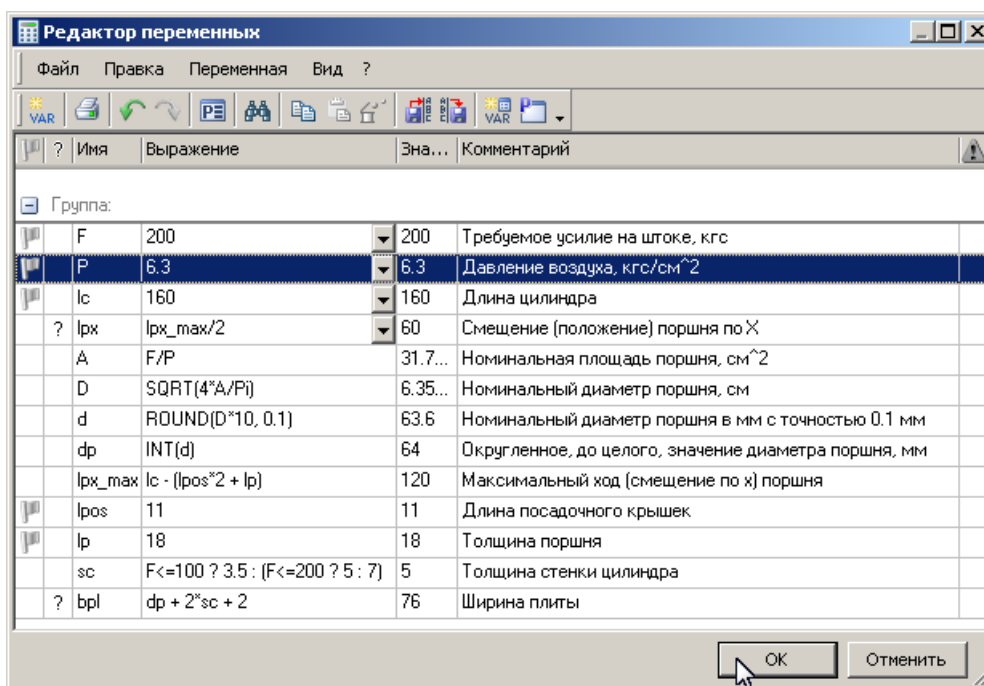 Редактор переменных
Файл Правка Переменная Вид ?
VAR PE VAR P
? Имя Выражение Зна... Комментарий
Группа:
F 200 200 Требуемое усилие на штоке, кгс
P 6.3 6.3 Давление воздуха, кгс/см^2
lc 160 160 Длина цилиндра
? lpx lpx_max/2 60 Смещение (положение) поршня по X
A F/P 31.7... Номинальная площадь поршня, см^2
D SQRT(4*A/Pi) 6.35... Номинальный диаметр поршня, см
d ROUND(D*10, 0.1) 63.6 Номинальный диаметр поршня в мм с точностью 0.1 мм
dp INT(d) 64 Округленное, до целого, значение диаметра поршня, мм
lpx_max lc - (lpos*2 + lp) 120 Максимальный ход (смещение по x) поршня
lpos 11 11 Длина посадочного крышек
lp 18 18 Толщина поршня
sc F<=100 ? 3.5 : (F<=200 ? 5 : 7) 5 Толщина стенки цилиндра
? bpl dp + 2*sc + 2 76 Ширина плиты
OK Отменить